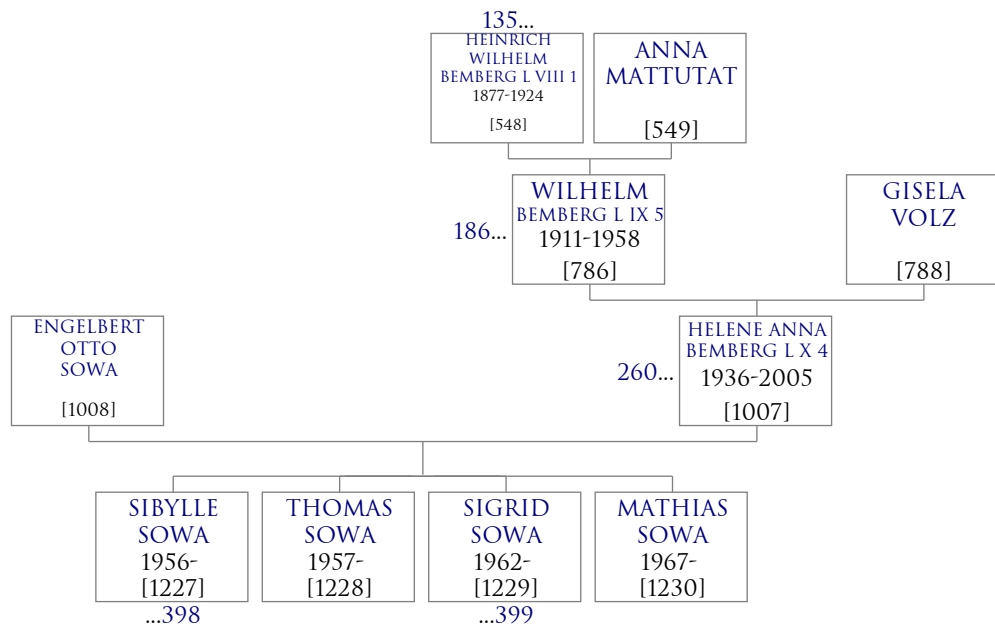 135...
HEINRICH
WILHELM
BEMBERG L VIII 1
1877-1924
[548]
ANNA
MATTUTAT
[549]
186...
WILHELM
BEMBERG L IX 5
1911-1958
[786]
GISELA
VOLZ
[788]
ENGELBERT
OTTO
SOWA
[1008]
260...
HELENE ANNA
BEMBERG L X 4
1936-2005
[1007]
SIBYLLE
SOWA
1956-
[1227]
...398
THOMAS
SOWA
1957-
[1228]
SIGRID
SOWA
1962-
[1229]
...399
MATHIAS
SOWA
1967-
[1230]